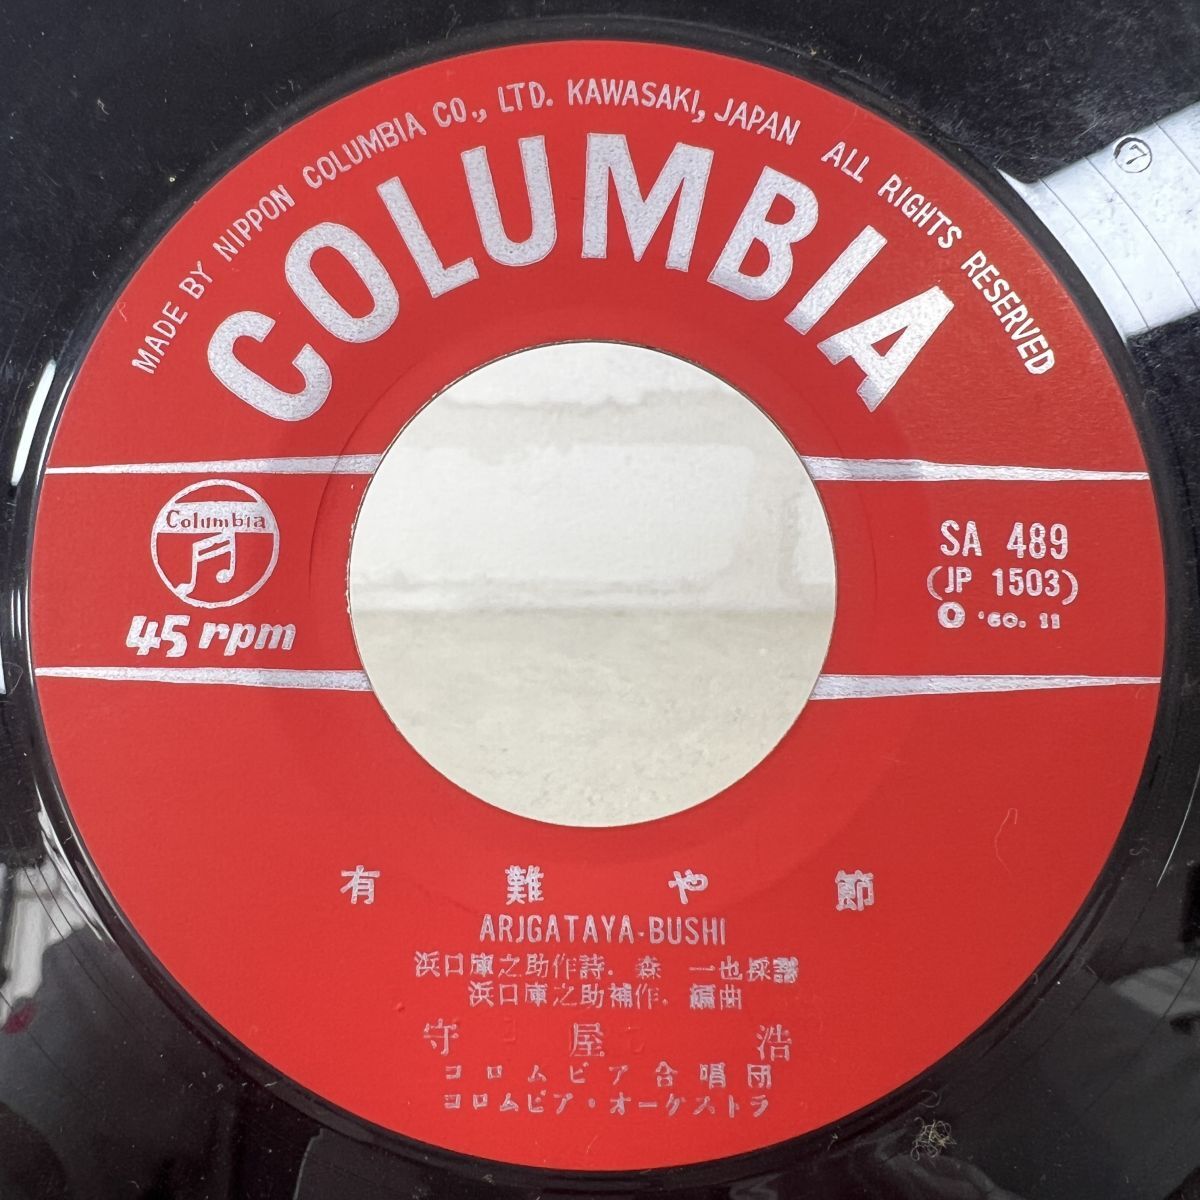 MADE BY NIPPON COLUMBIA CO., LTD. KAWASAKI, JAPAN ALL RIGHTS RESERVED
COLUMBIA
⑦
Columbia
45 rpm
SA 489
(JP 1503)
O '60. 11
有難や節
ARIGATAYA-BUSHI
浜口庫之助作詩. 森 一也採譜
浜口庫之助補作. 編曲
守屋浩
コロムビア合唱団
コロムビア・オーケストラ